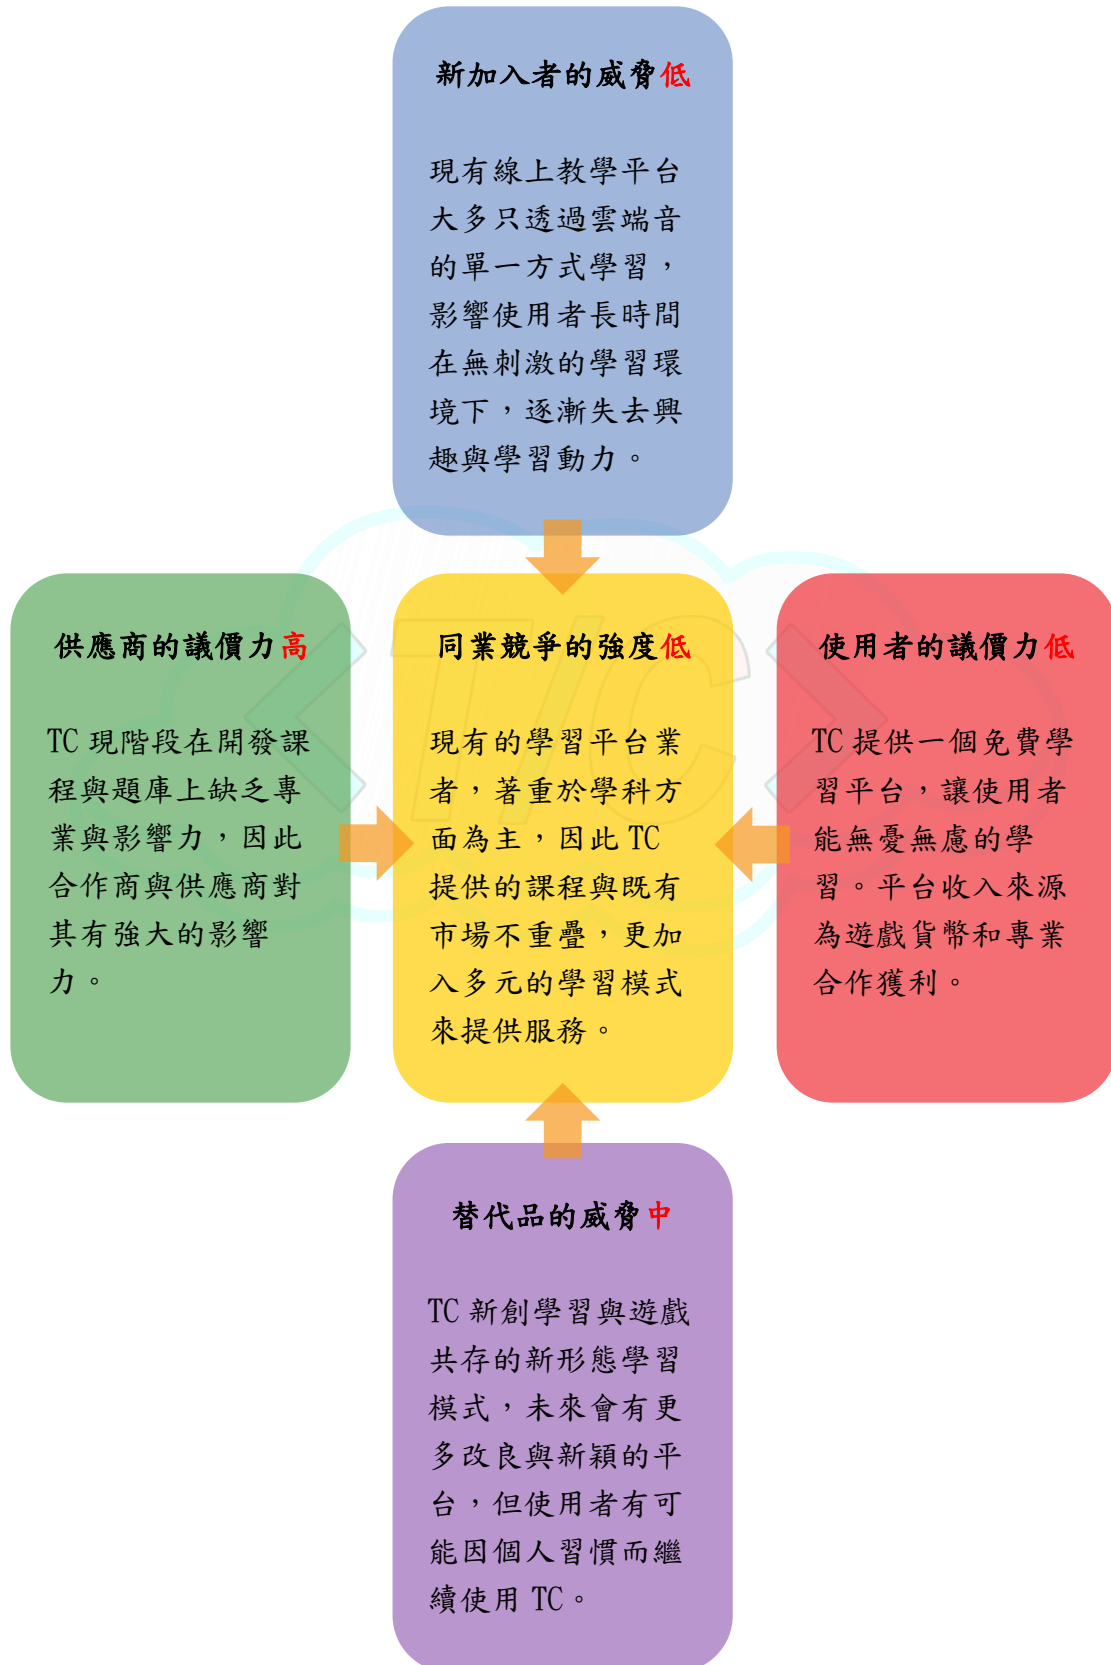 新加入者的威脅低
現有線上教學平台
大多只透過雲端音
的單一方式學習，
影響使用者長時間
在無刺激的學習環
境下，逐漸失去興
趣與學習動力。
供應商的議價力高
TC 現階段在開發課
程與題庫上缺乏專
業與影響力，因此
合作商與供應商對
其有強大的影響
力。
同業競爭的強度低
現有的學習平台業
者，著重於學科方
面為主，因此 TC
提供的課程與既有
市場不重疊，更加
入多元的學習模式
來提供服務。
使用者的議價力低
TC 提供一個免費學
習平台，讓使用者
能無憂無慮的學
習。平台收入來源
為遊戲貨幣和專業
合作獲利。
替代品的威脅中
TC 新創學習與遊戲
共存的新形態學習
模式，未來會有更
多改良與新穎的平
台，但使用者有可
能因個人習慣而繼
續使用 TC。
<T/C>